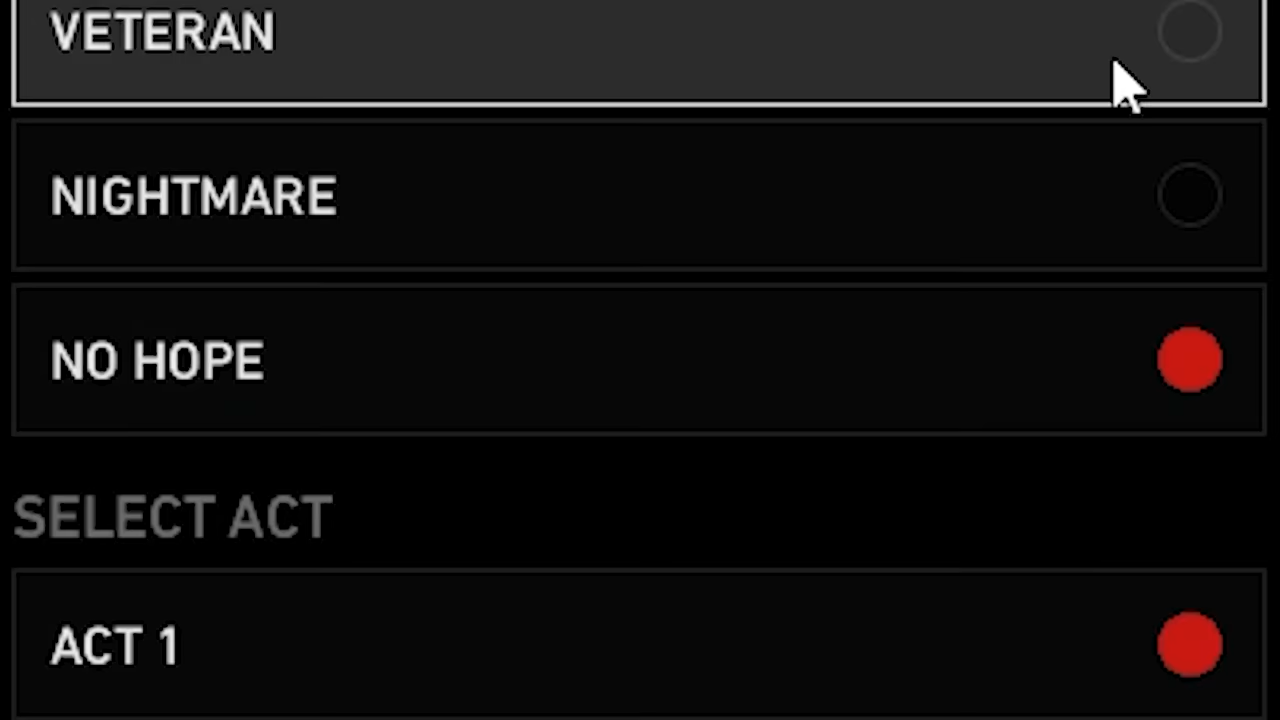 VETERAN
NIGHTMARE
NO HOPE
SELECT ACT
ACT 1